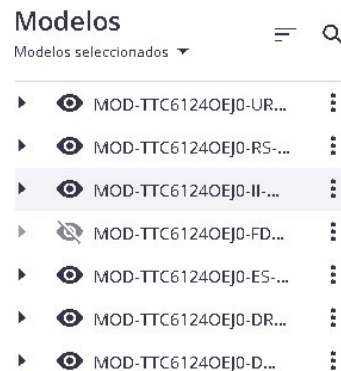 Modelos
Modelos seleccionados
MOD-TTC6124OEJ0-UR...
MOD-TTC6124OEJ0-RS-...
MOD-TTC6124OEJ0-II-...
MOD-TTC6124OEJ0-FD...
MOD-TTC6124OEJ0-ES-...
MOD-TTC6124OEJ0-DR...
MOD-TTC6124OEJ0-D...